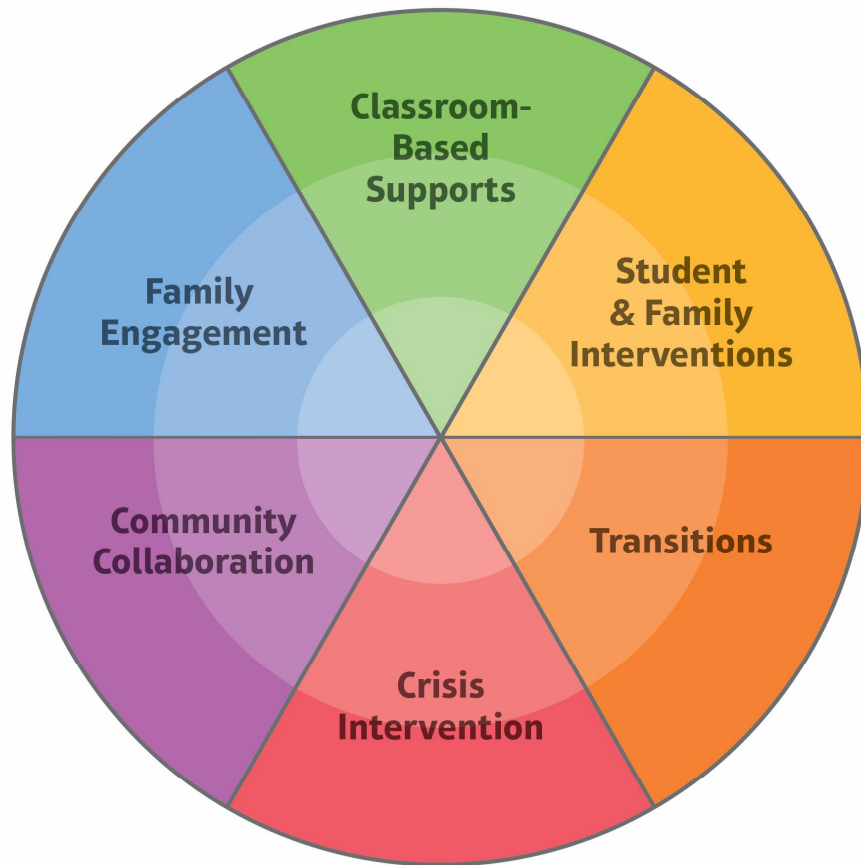 Classroom-
Based
Supports
Student
& Family
Interventions
Transitions
Crisis
Intervention
Community
Collaboration
Family
Engagement